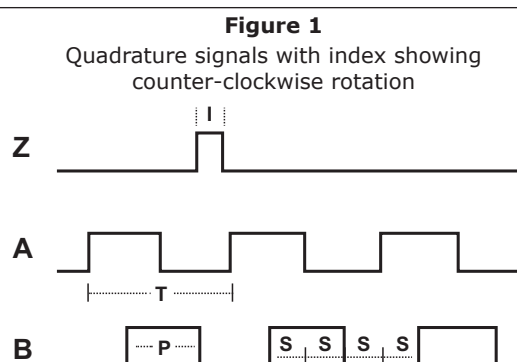 Figure 1
Quadrature signals with index showing
counter-clockwise rotation
I
Z
A
T
B
P
S S S S